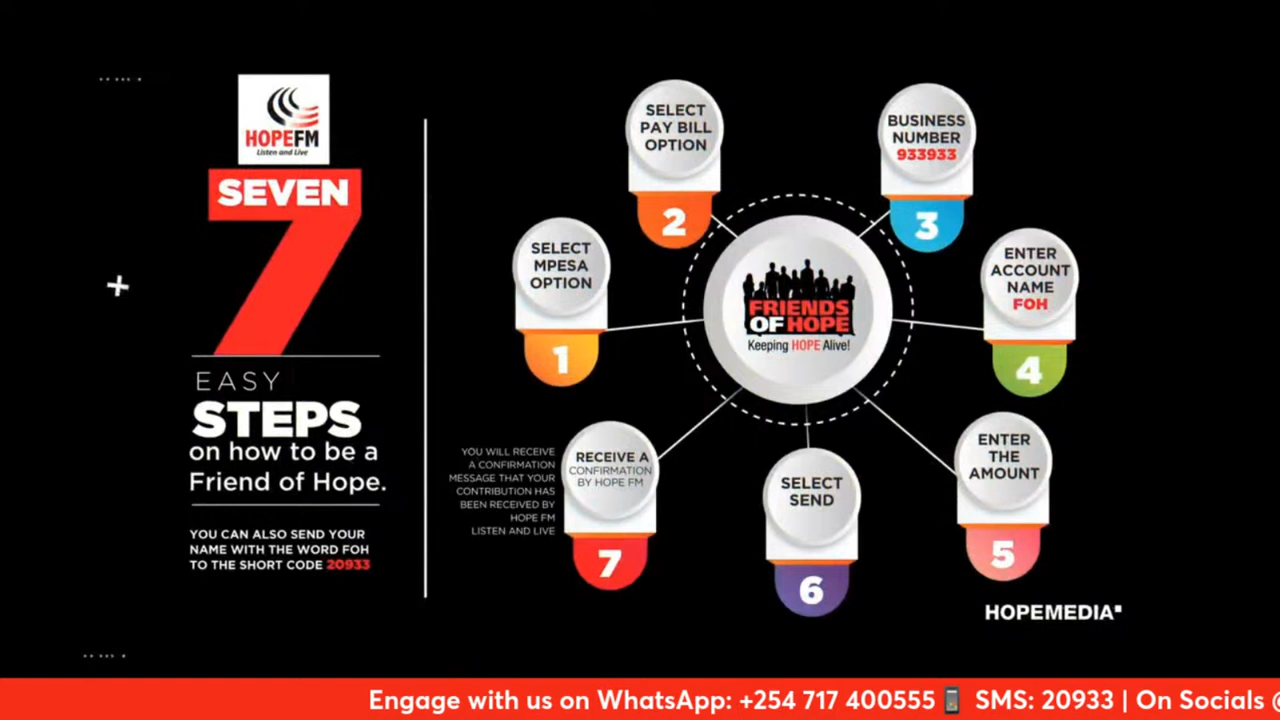 HOPEFM
Listen and Live
SEVEN
7
EASY
STEPS
on how to be a
Friend of Hope.
YOU CAN ALSO SEND YOUR
NAME WITH THE WORD FOH
TO THE SHORT CODE 20933
SELECT
MPESA
OPTION
1
SELECT
PAY BILL
OPTION
2
BUSINESS
NUMBER
933933
3
ENTER
ACCOUNT
NAME
FOH
4
ENTER
THE
AMOUNT
5
SELECT
SEND
6
RECEIVE A
CONFIRMATION
BY HOPE FM
7
YOU WILL RECEIVE
A CONFIRMATION
MESSAGE THAT YOUR
CONTRIBUTION HAS
BEEN RECEIVED BY
HOPE FM
LISTEN AND LIVE
FRIENDS
OF HOPE
Keeping HOPE Alive!
HOPEMEDIA
Engage with us on WhatsApp: +254 717 400555 SMS: 20933 | On Socials @